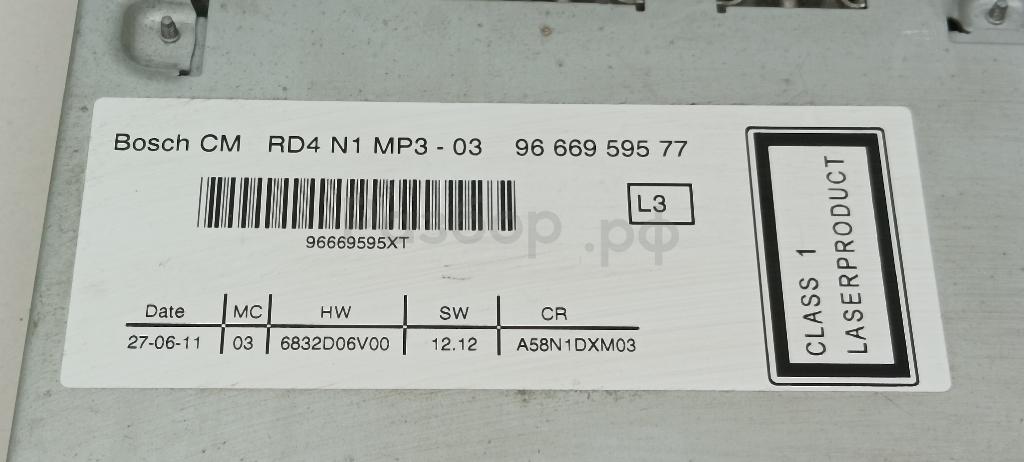 Bosch CM RD4 N1 MP3 - 03 96 669 595 77
96669595XT
L3
Date MC HW SW CR
27-06-11 03 6832D06V00 12.12 A58N1DXM03
CLASS 1
LASERPRODUCT
.рф